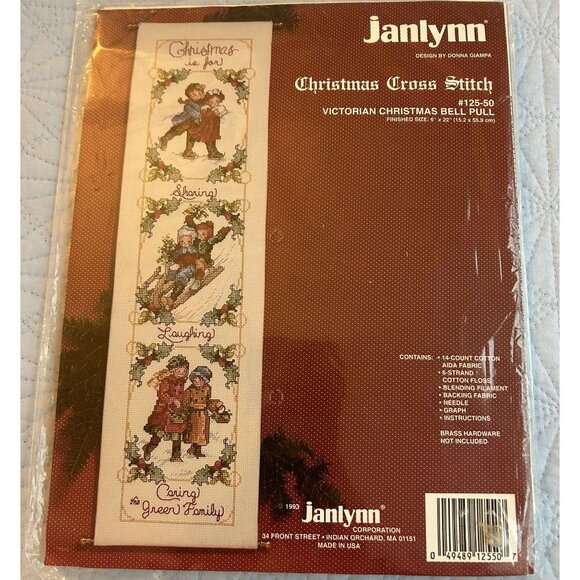 Christmas
is for
Sharing
Laughing
Caring
the Green Family
janlynn®
DESIGN BY DONNA GIAMPA
Christmas Cross Stitch
#125-50
VICTORIAN CHRISTMAS BELL PULL
FINISHED SIZE: 6" x 22" (15.2 x 55.9 cm)
CONTAINS: • 14-COUNT COTTON
AIDA FABRIC
• 6-STRAND
COTTON FLOSS
• BLENDING FILAMENT
• BACKING FABRIC
• NEEDLE
• GRAPH
• INSTRUCTIONS
BRASS HARDWARE
NOT INCLUDED
© 1993 janlynn®
CORPORATION
34 FRONT STREET • INDIAN ORCHARD, MA 01151
MADE IN USA
0 49489 12550 7